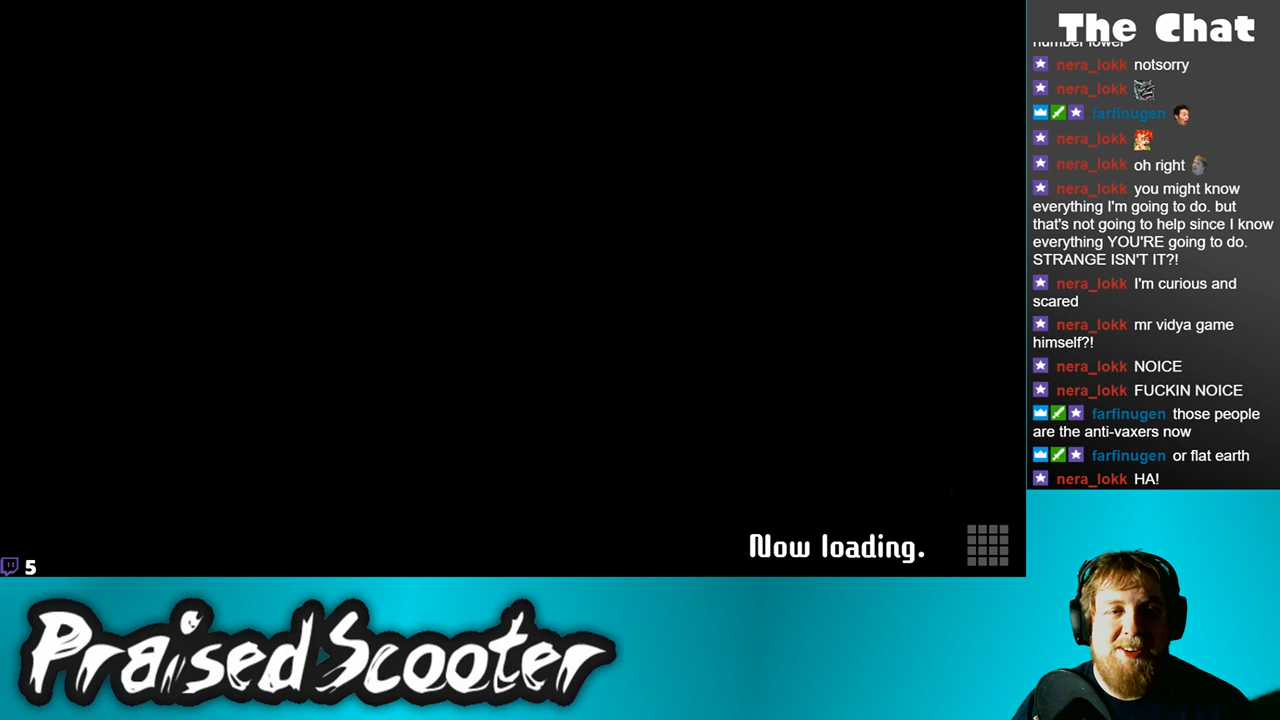 The Chat
number lower
nera_lokk notsorry
nera_lokk
farfinugen
nera_lokk
nera_lokk oh right
nera_lokk you might know
everything I'm going to do. but
that's not going to help since I know
everything YOU'RE going to do.
STRANGE ISN'T IT?!
nera_lokk I'm curious and
scared
nera_lokk mr vidya game
himself?!
nera_lokk NOICE
nera_lokk FUCKIN NOICE
farfinugen those people
are the anti-vaxers now
farfinugen or flat earth
nera_lokk HA!
Now loading.
5
PraisedScooter